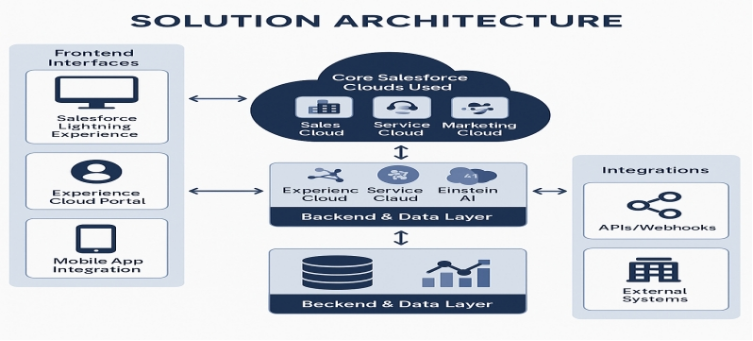 SOLUTION ARCHITECTURE
Frontend
Interfaces
Salesforce
Lightning
Experience
Experience
Cloud Portal
Mobile App
Integration
Core Salesforce
Clouds Used
Sales
Cloud
Service
Cloud
Marketing
Cloud
Experienc
Cloud
Service
Claud
Einstein
AI
Backend & Data Layer
Beckend & Data Layer
Integrations
APIs/Webhooks
External
Systems